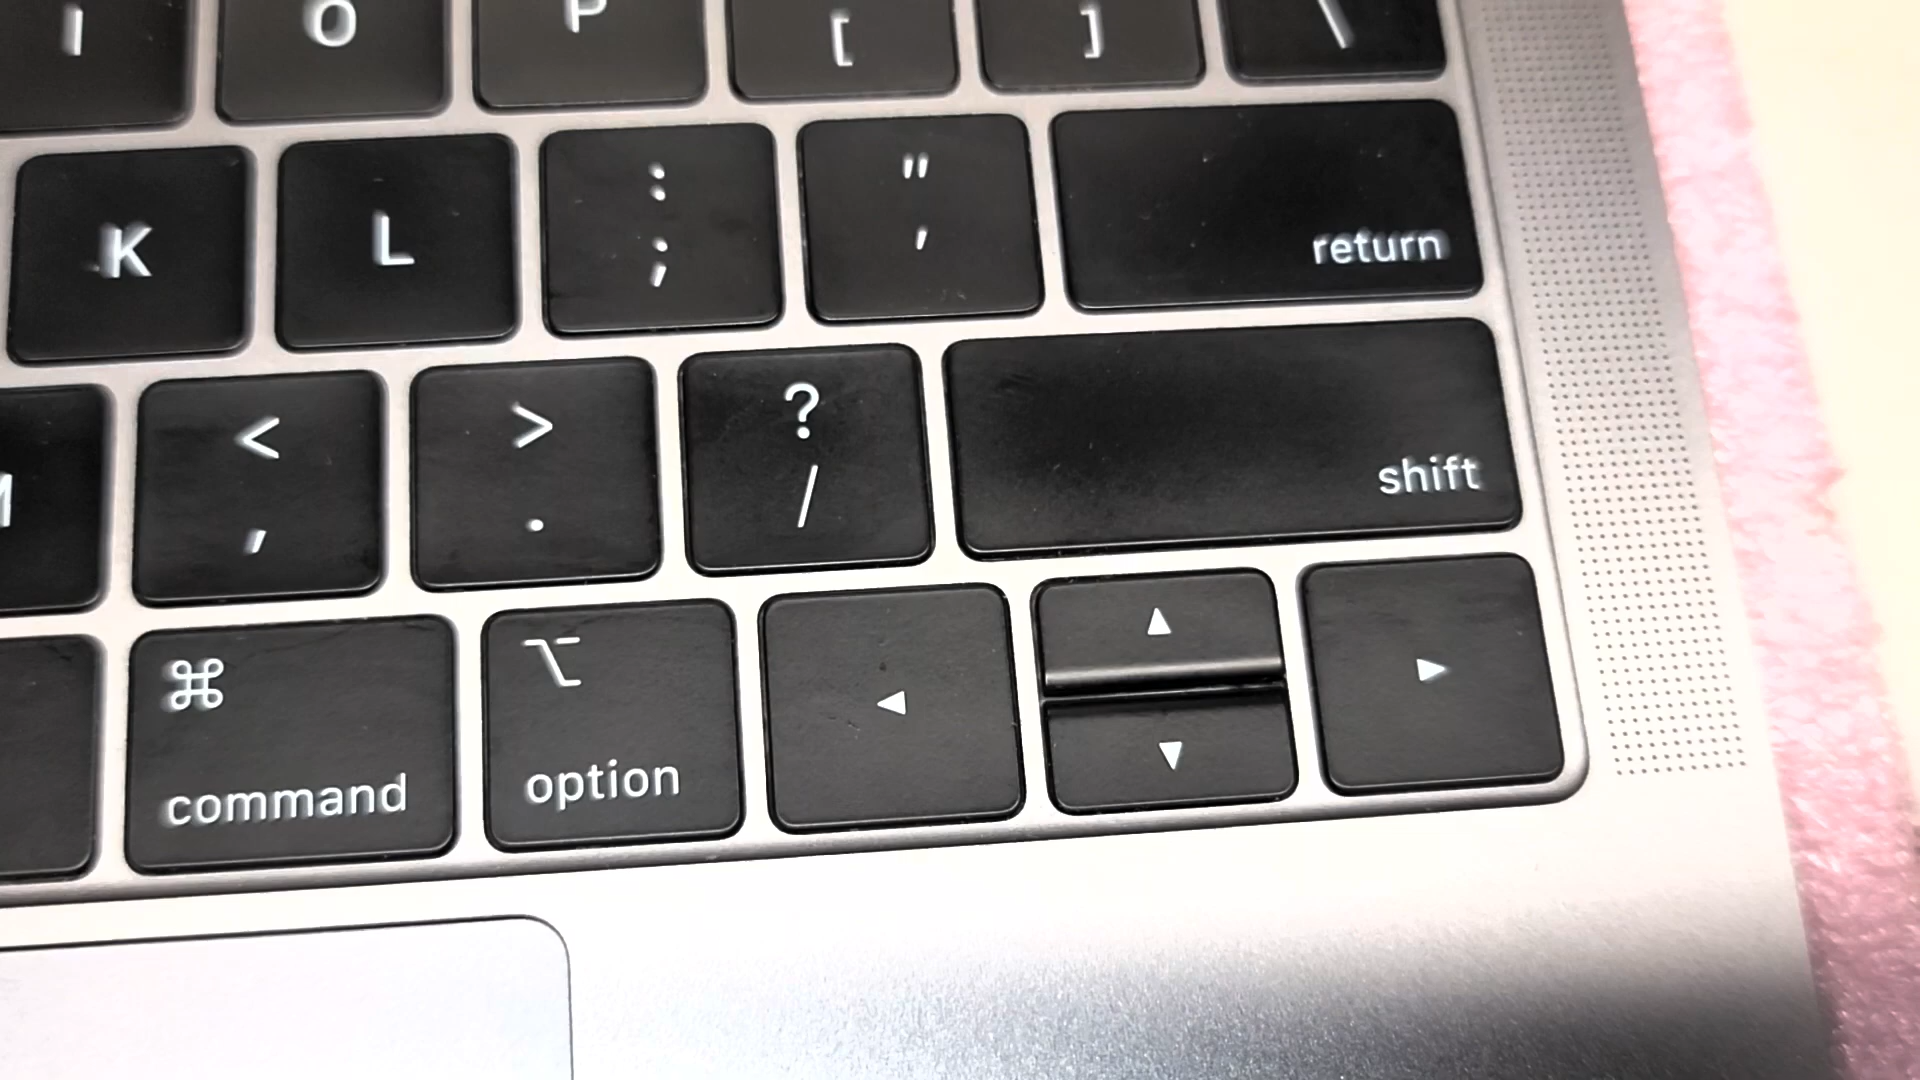 I O P [ ] \
K L : ; " ' return
M < , > . ? / shift
⌘ command ⌥ option ◀ ▲ ▼ ▶